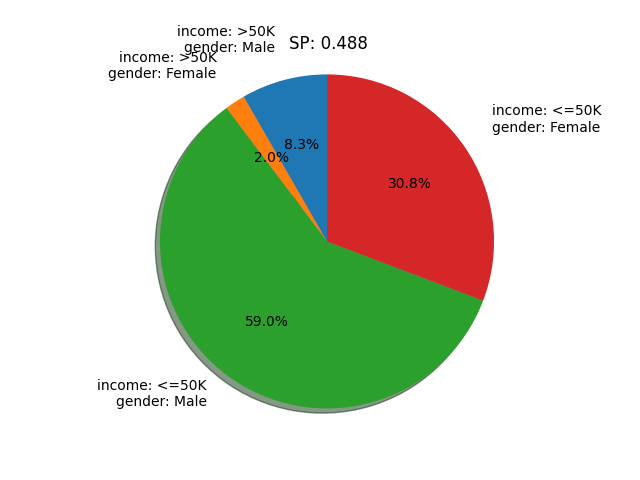 SP: 0.488
income: >50K
gender: Male
income: >50K
gender: Female
income: <=50K
gender: Female
8.3%
2.0%
30.8%
59.0%
income: <=50K
gender: Male